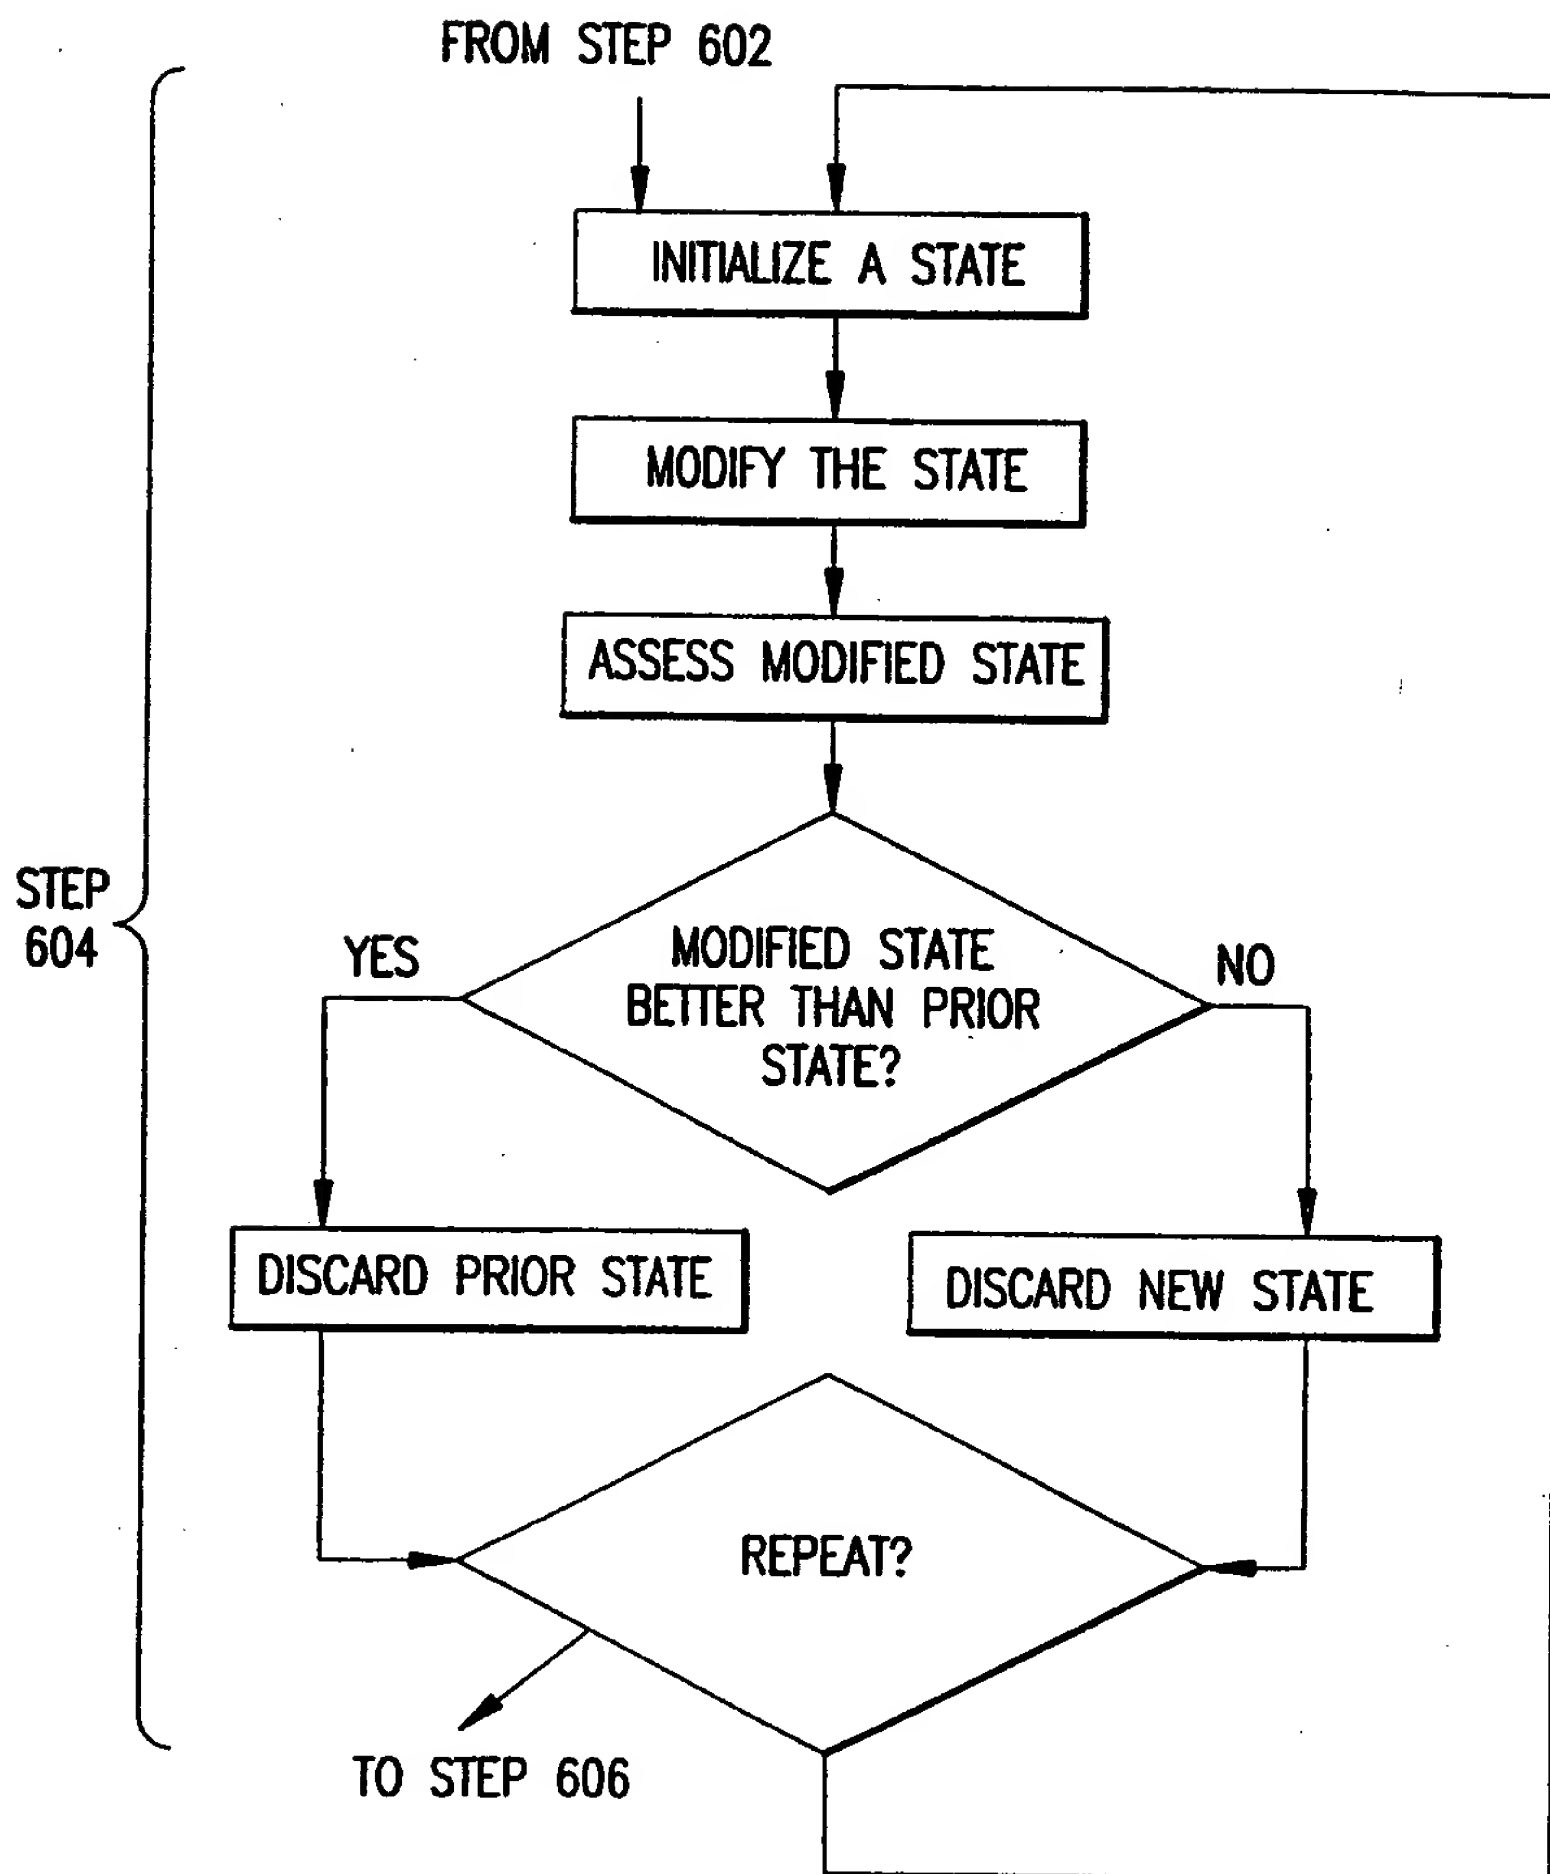 FROM STEP 602
INITIALIZE A STATE
MODIFY THE STATE
ASSESS MODIFIED STATE
STEP
604
YES
MODIFIED STATE
BETTER THAN PRIOR
STATE?
NO
DISCARD PRIOR STATE
DISCARD NEW STATE
REPEAT?
TO STEP 606